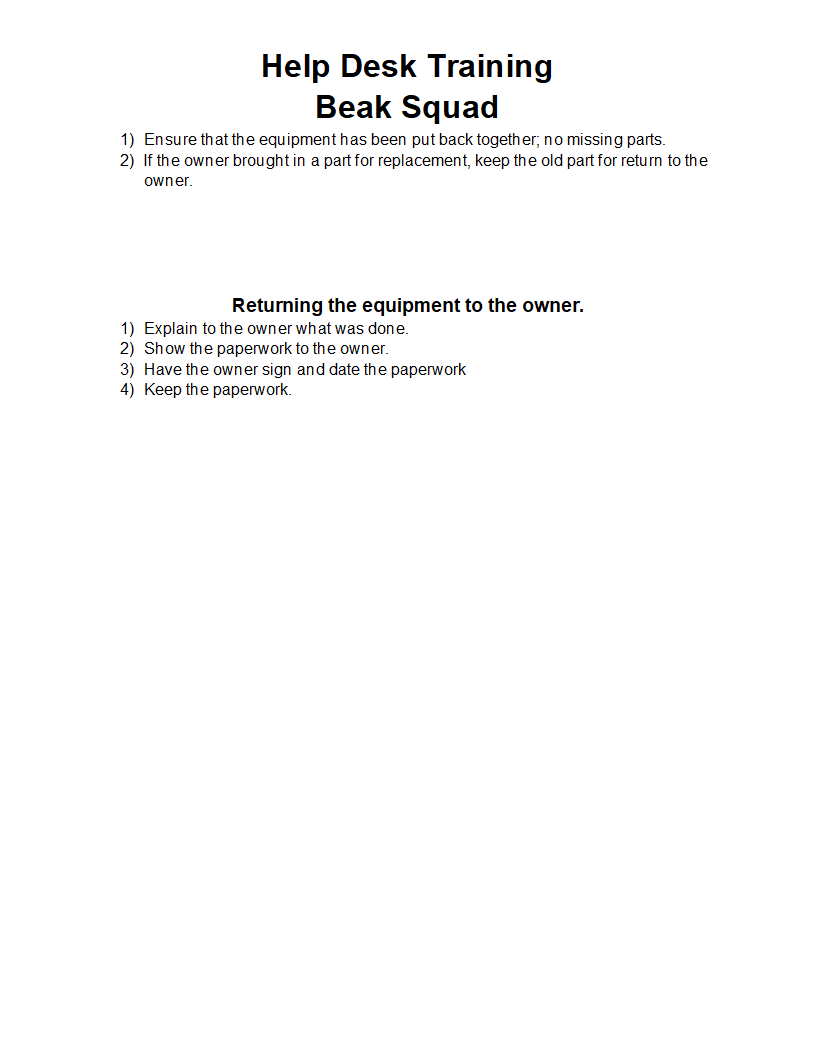 Help Desk Training
Beak Squad
1) Ensure that the equipment has been put back together; no missing parts.
2) If the owner brought in a part for replacement, keep the old part for return to the
owner.
Returning the equipment to the owner.
1) Explain to the owner what was done.
2) Show the paperwork to the owner.
3) Have the owner sign and date the paperwork
4) Keep the paperwork.